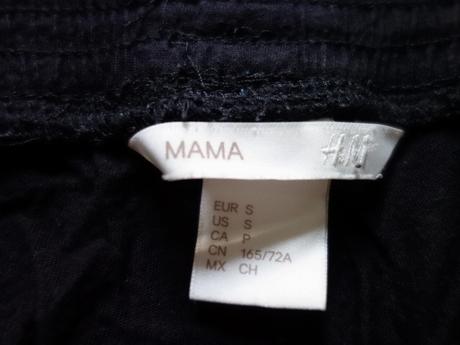 MAMA H&M
EUR S
US S
CA P
CN 165/72A
MX CH